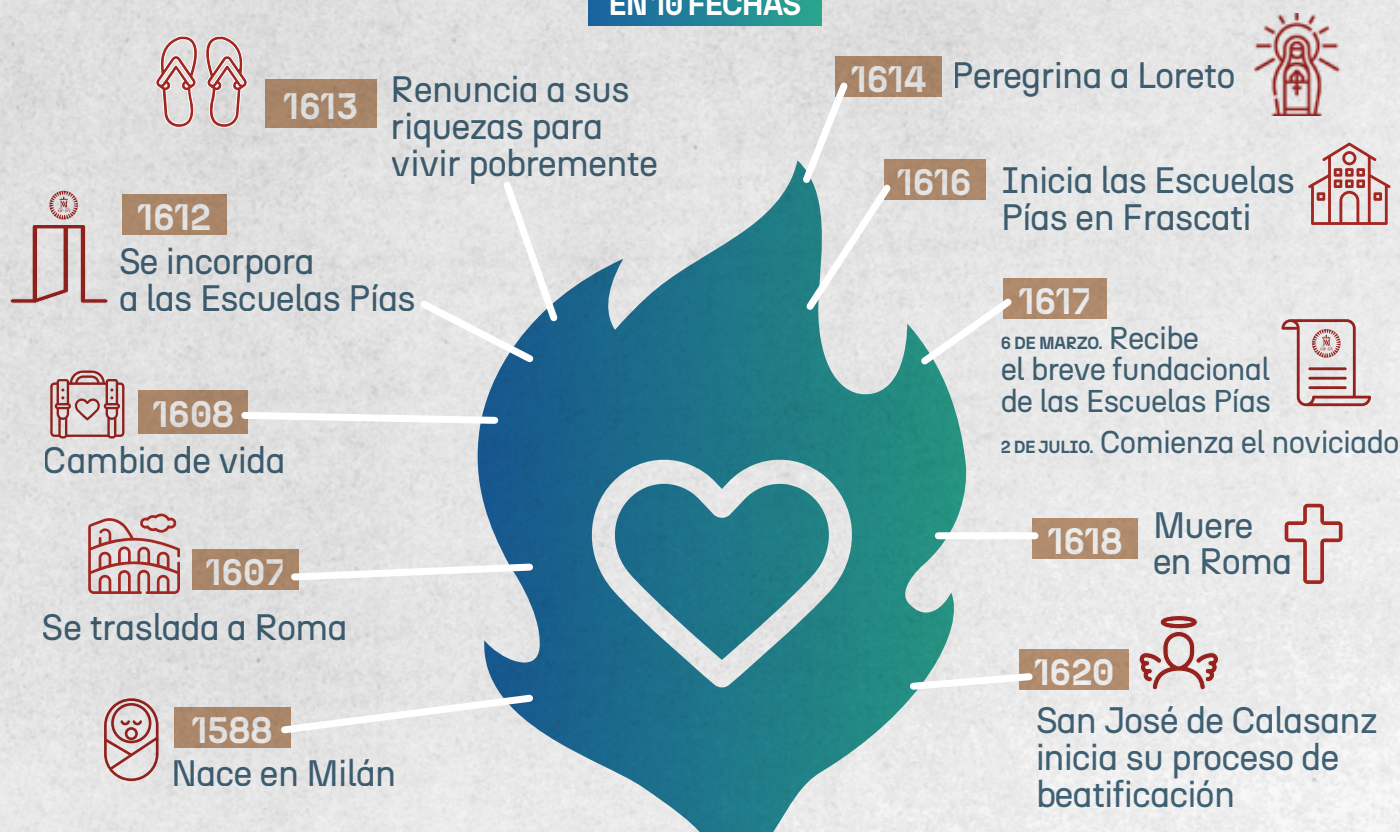 EN 10 FECHAS
1613
Renuncia a sus
riquezas para
vivir pobremente
1612
Se incorpora
a las Escuelas Pías
1608
Cambia de vida
1607
Se traslada a Roma
1588
Nace en Milán
1614
Peregrina a Loreto
1616
Inicia las Escuelas
Pías en Frascati
1617
6 DE MARZO. Recibe
el breve fundacional
de las Escuelas Pías
2 DE JULIO. Comienza el noviciado
1618
Muere
en Roma
1620
San José de Calasanz
inicia su proceso de
beatificación